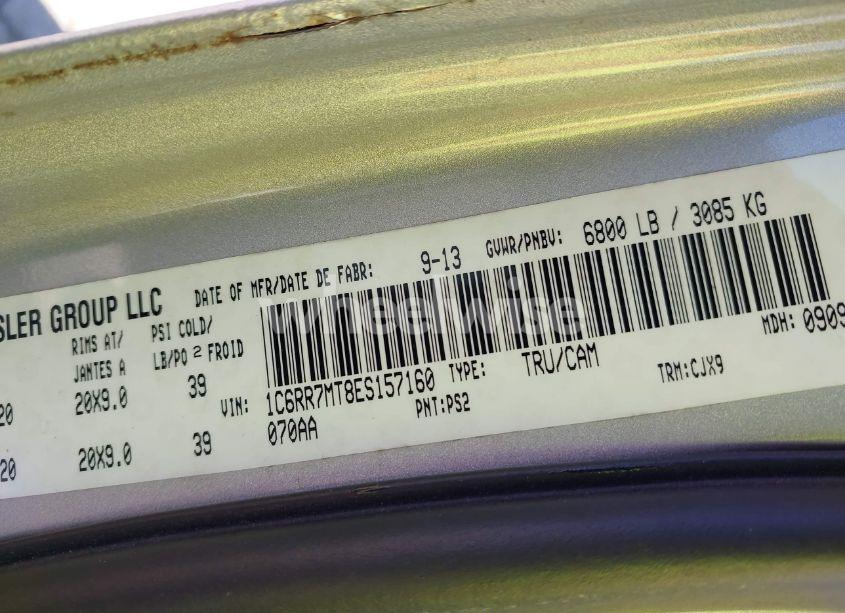 SLER GROUP LLC
DATE OF MFR/DATE DE FABR: 9-13 GVWR/PNBV: 6800 LB / 3085 KG
RIMS AT/ JANTES A
PSI COLD/ LB/PO 2 FROID
20 20X9.0 39
20 20X9.0 39
VIN: 1C6RR7MT8ES157160 TYPE: TRU/CAM MDH: 0909
070AA PNT:PS2 TRM:CJX9
wheelwise